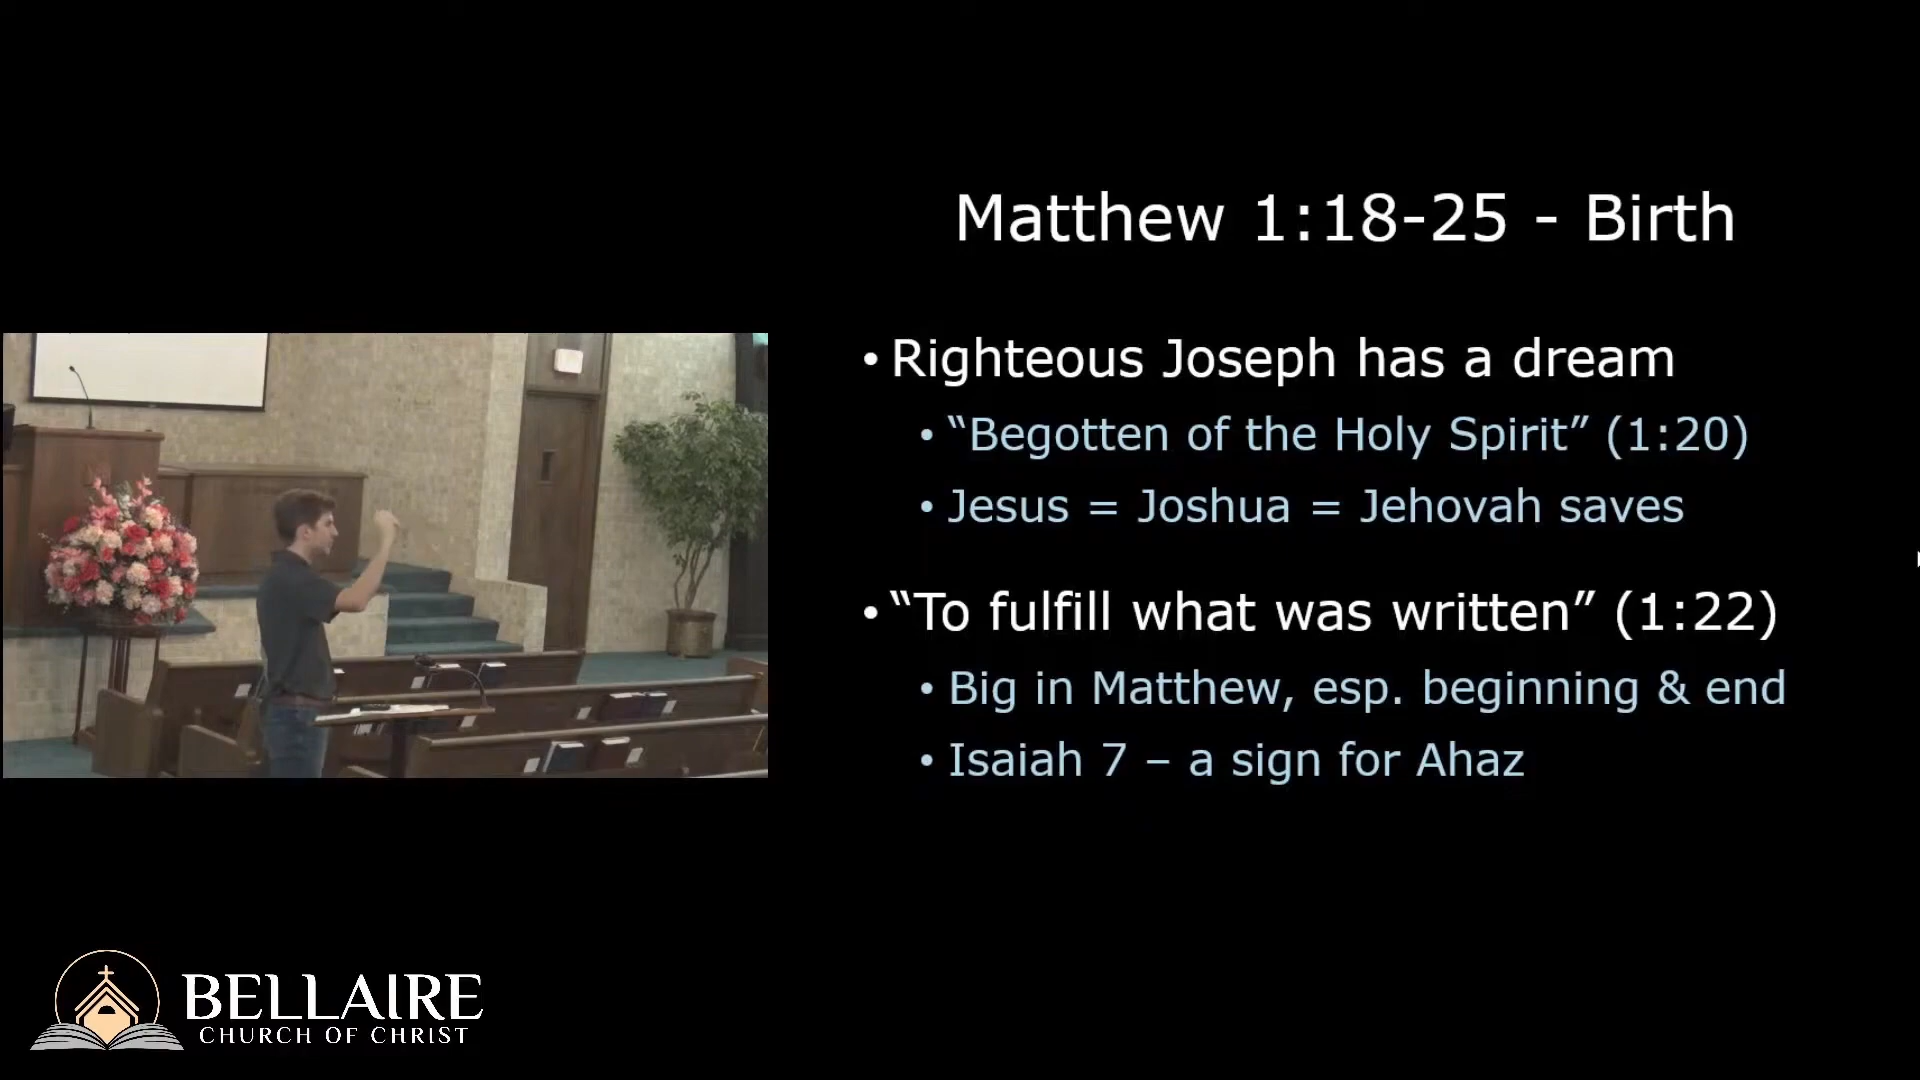 Matthew 1:18-25 - Birth
• Righteous Joseph has a dream
• “Begotten of the Holy Spirit” (1:20)
• Jesus = Joshua = Jehovah saves
• “To fulfill what was written” (1:22)
• Big in Matthew, esp. beginning & end
• Isaiah 7 – a sign for Ahaz
BELLAIRE
CHURCH OF CHRIST